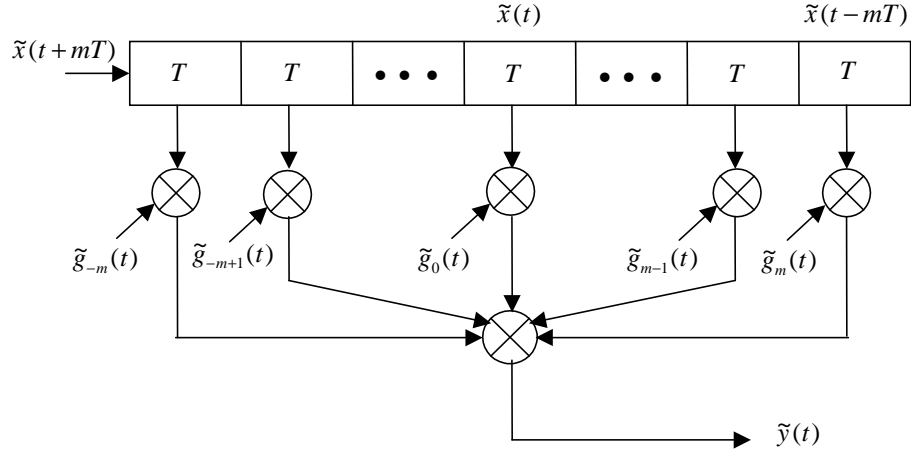 x̃(t) x̃(t−mT)
x̃(t+mT)
T T • • • T • • • T T
g̃₋ₘ(t) g̃₋ₘ₊₁(t) g̃₀(t) g̃ₘ₋₁(t) g̃ₘ(t)
ỹ(t)